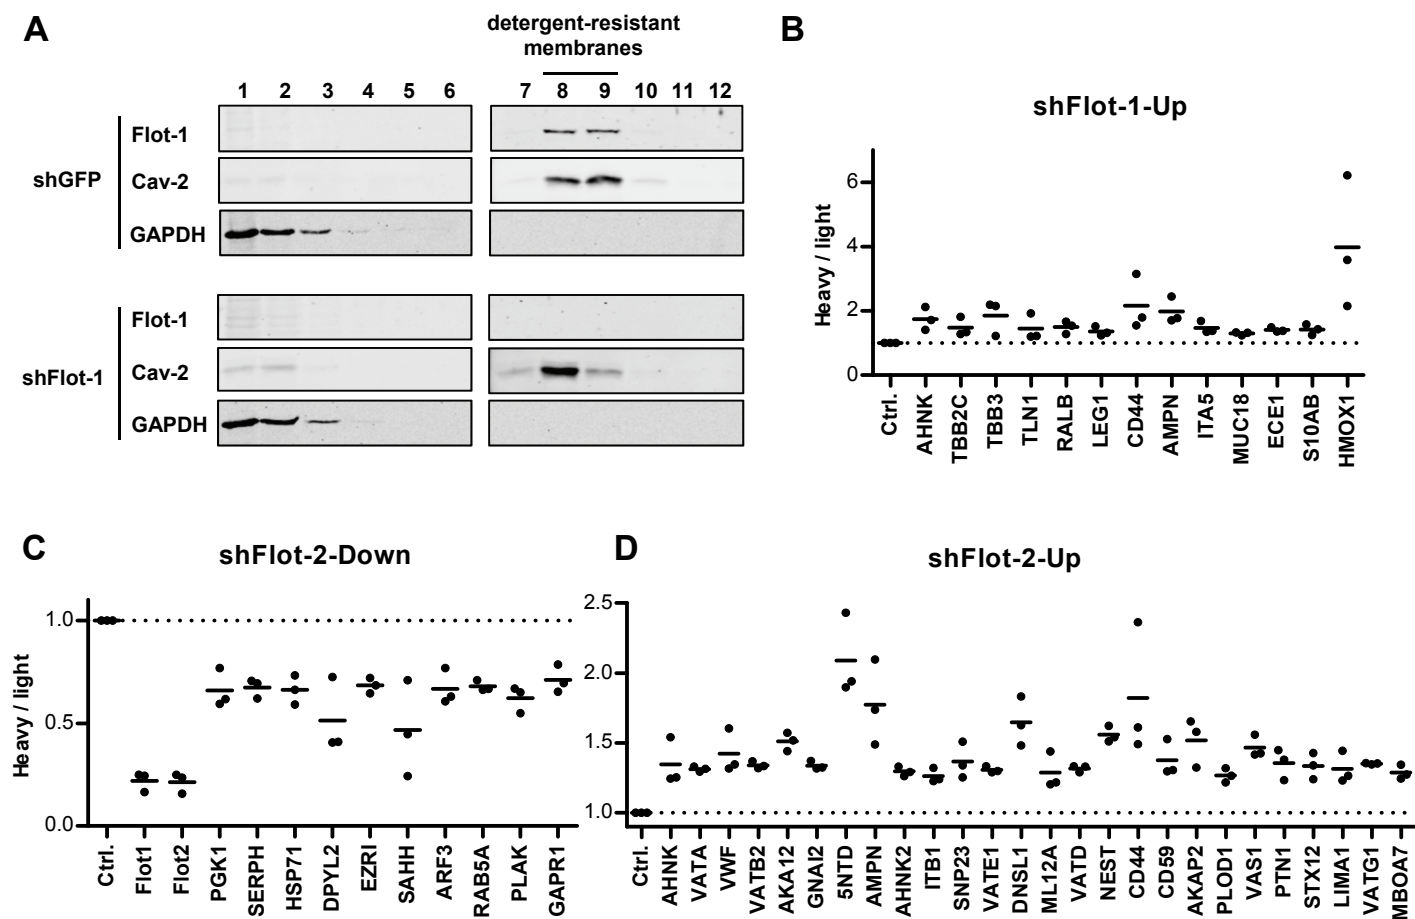 A
detergent-resistant
membranes
1 2 3 4 5 6 7 8 9 10 11 12
shGFP
Flot-1
Cav-2
GAPDH
shFlot-1
Flot-1
Cav-2
GAPDH
B
shFlot-1-Up
Heavy / light
6
4
2
0
Ctrl. AHNK TBB2C TBB3 TLN1 RALB LEG1 CD44 AMPN ITA5 MUC18 ECE1 S10AB HMOX1
C
shFlot-2-Down
Heavy / light
1.0
0.5
0.0
Ctrl. Flot1 Flot2 PGK1 SERPH HSP71 DPYL2 EZRI SAHH ARF3 RAB5A PLAK GAPR1
D
shFlot-2-Up
2.5
2.0
1.5
1.0
Ctrl. AHNK VATA VWF VATB2 AKA12 GNAI2 5NTD AMPN AHNK2 ITB1 SNP23 VATE1 DNSL1 ML12A VATD NEST CD44 CD59 AKAP2 PLOD1 VAS1 PTN1 STX12 LIMA1 VATG1 MBOA7